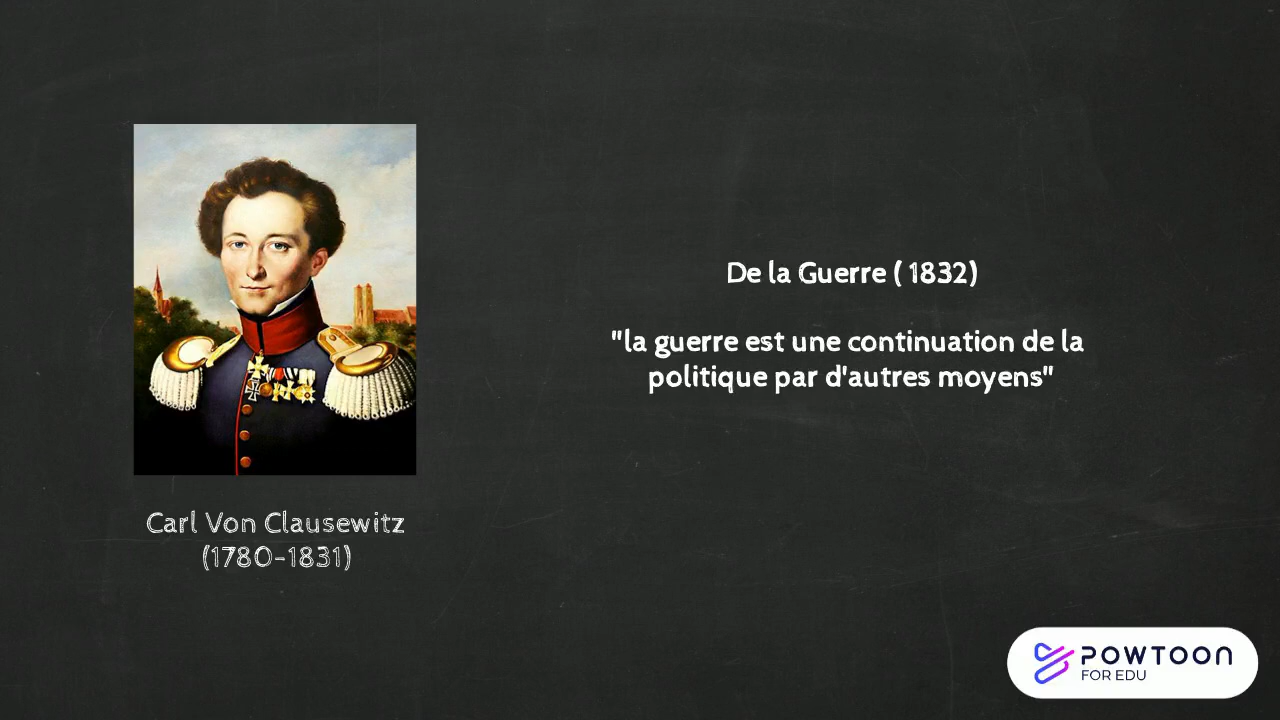 De la Guerre ( 1832)
"la guerre est une continuation de la
politique par d'autres moyens"
Carl Von Clausewitz
(1780-1831)
POWTOON
FOR EDU